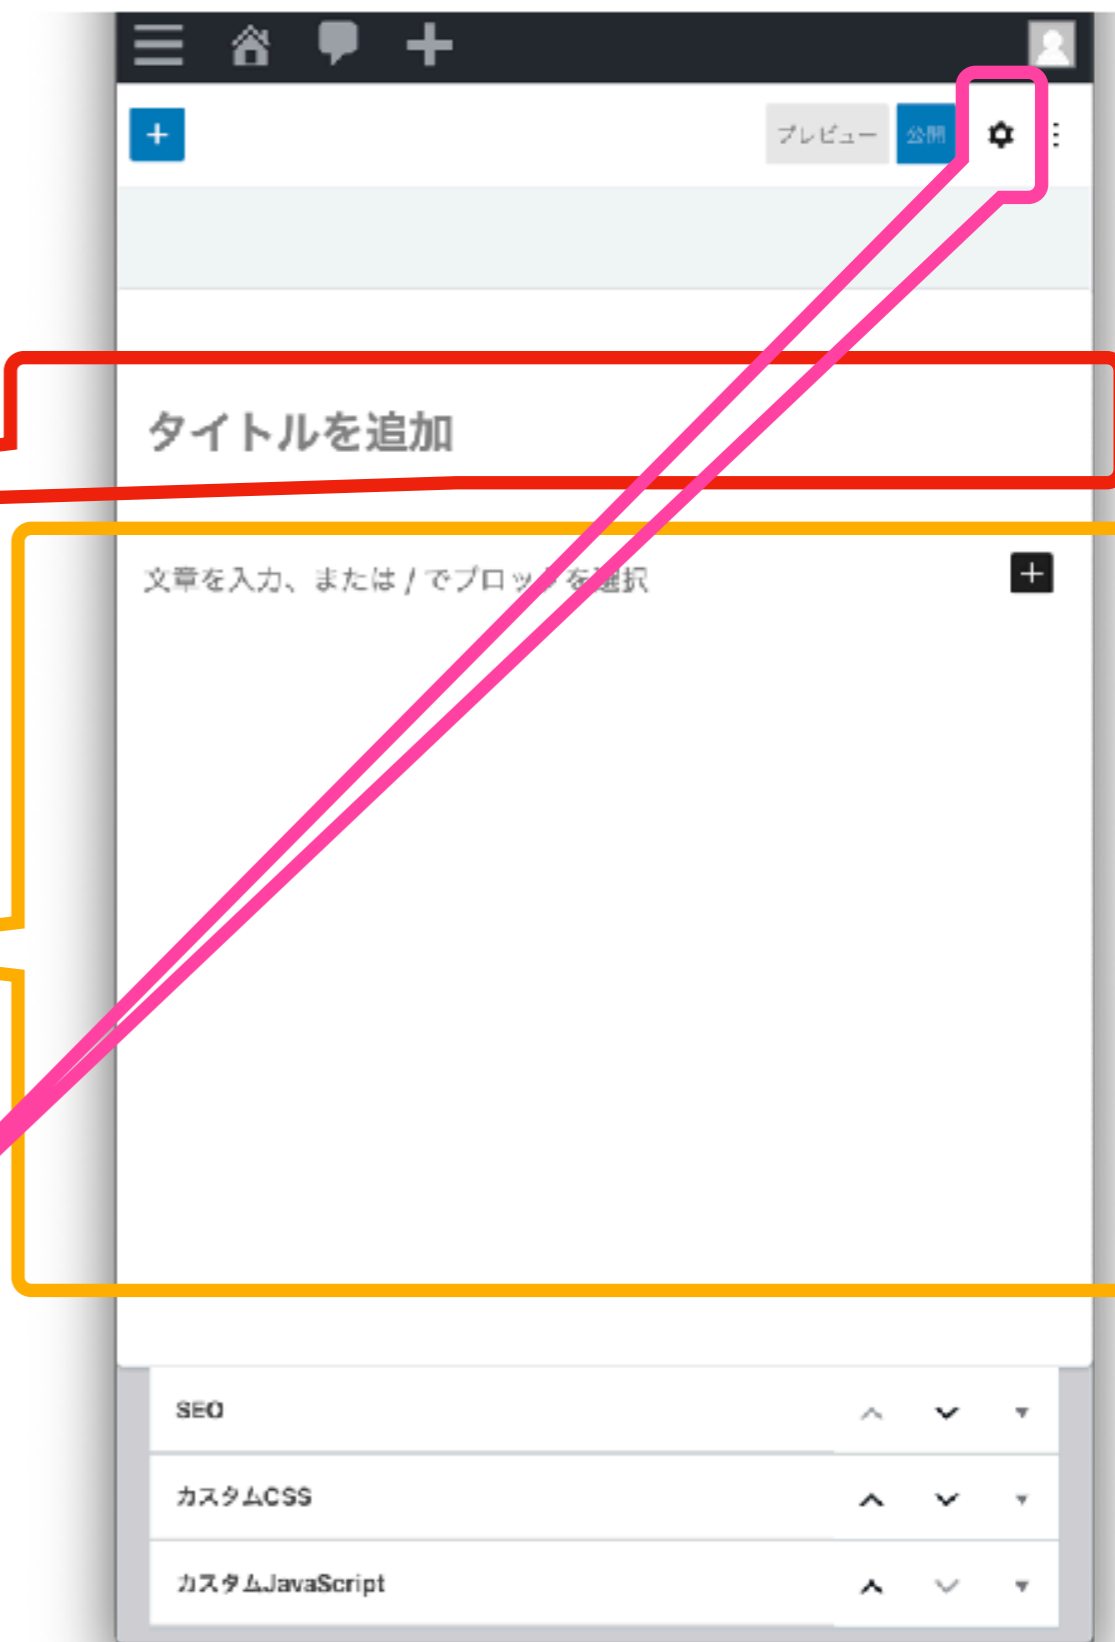 プレビュー 公開
タイトルを追加
文章を入力、または / でブロックを選択
SEO
カスタムCSS
カスタムJavaScript